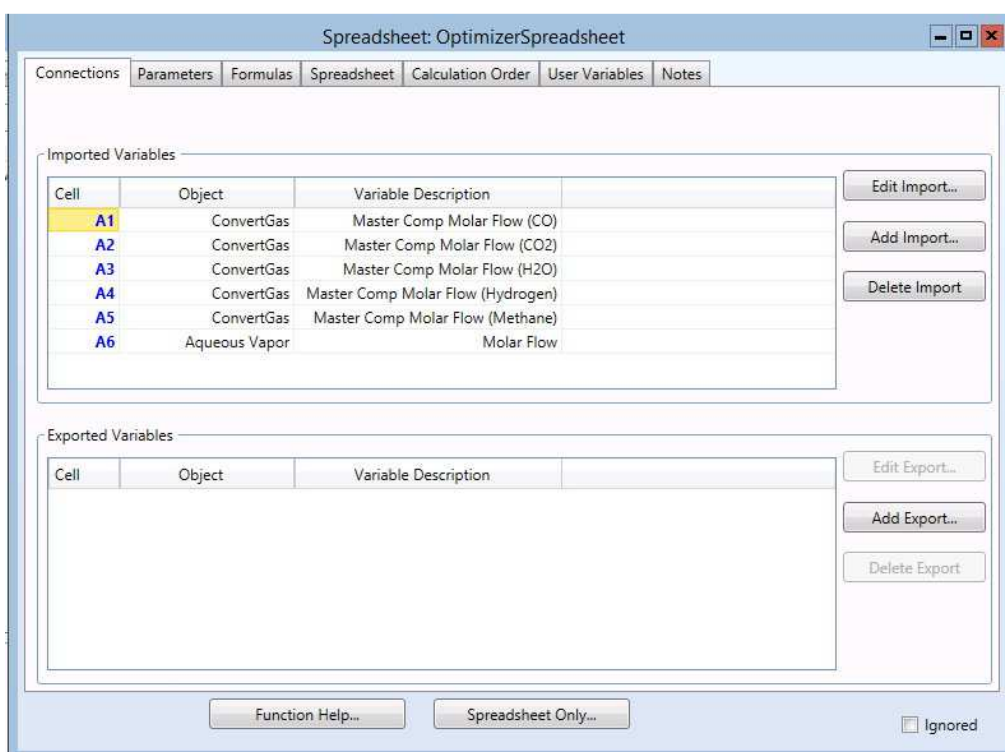 Spreadsheet: OptimizerSpreadsheet
Connections Parameters Formulas Spreadsheet Calculation Order User Variables Notes
Imported Variables
Cell Object Variable Description
A1 ConvertGas Master Comp Molar Flow (CO)
A2 ConvertGas Master Comp Molar Flow (CO2)
A3 ConvertGas Master Comp Molar Flow (H2O)
A4 ConvertGas Master Comp Molar Flow (Hydrogen)
A5 ConvertGas Master Comp Molar Flow (Methane)
A6 Aqueous Vapor Molar Flow
Edit Import...
Add Import...
Delete Import
Exported Variables
Cell Object Variable Description
Edit Export...
Add Export...
Delete Export
Function Help... Spreadsheet Only...
Ignored